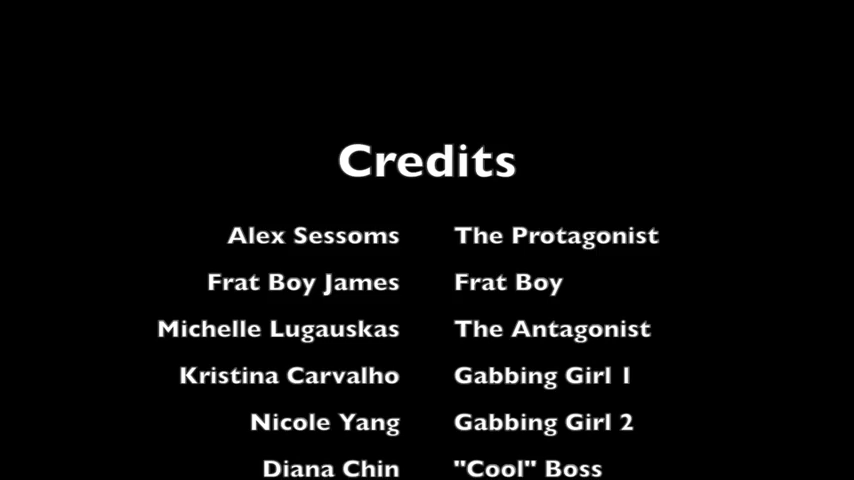 Credits
Alex Sessoms The Protagonist
Frat Boy James Frat Boy
Michelle Lugauskas The Antagonist
Kristina Carvalho Gabbing Girl 1
Nicole Yang Gabbing Girl 2
Diana Chin "Cool" Boss